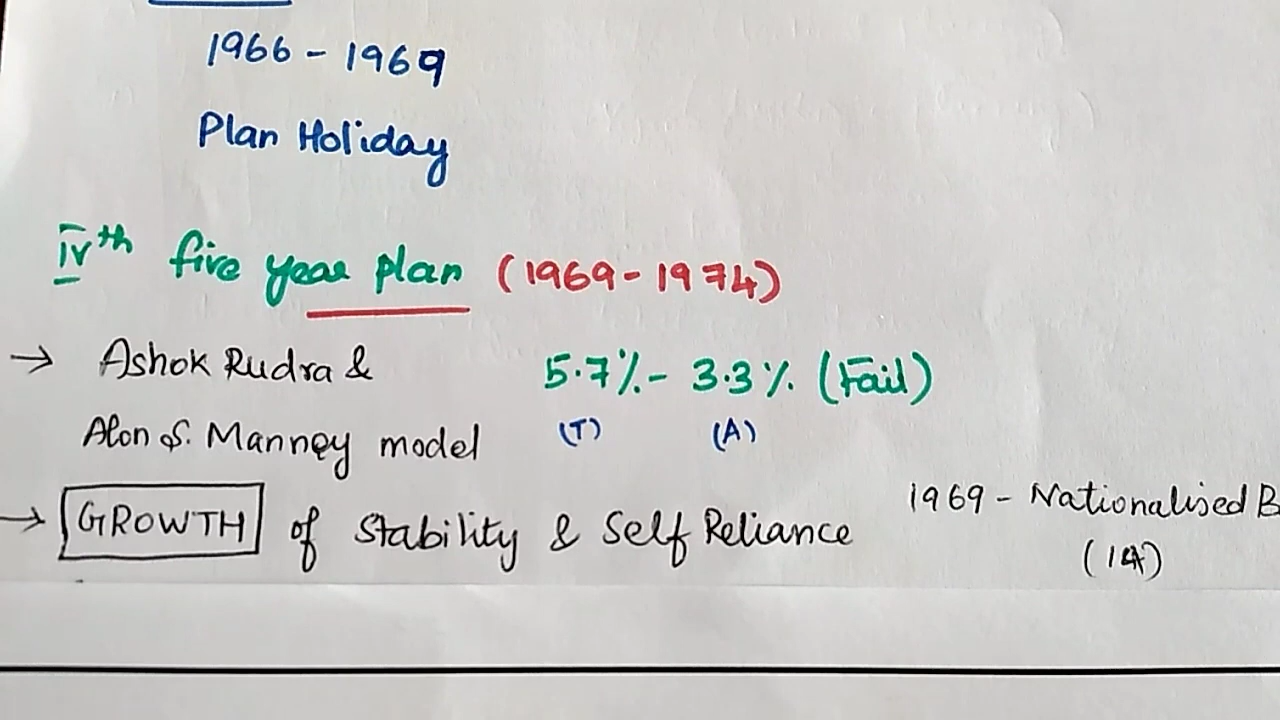 1966 - 1969
Plan Holiday
IVth five year plan (1969 - 1974)
→ Ashok Rudra & 5.7% - 3.3% (Fail)
Alon S. Manney model (T) (A)
→ GROWTH of Stability & Self Reliance
1969 - Nationalised B
(14)